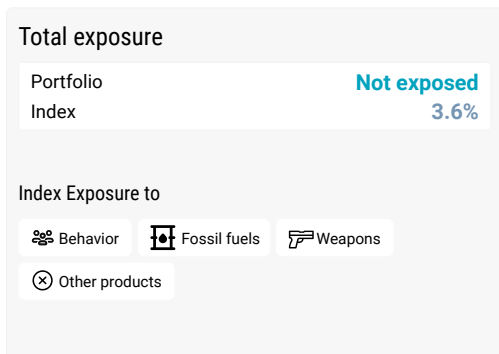 Total exposure
Portfolio Not exposed
Index 3.6%
Index Exposure to
Behavior Fossil fuels Weapons
Other products